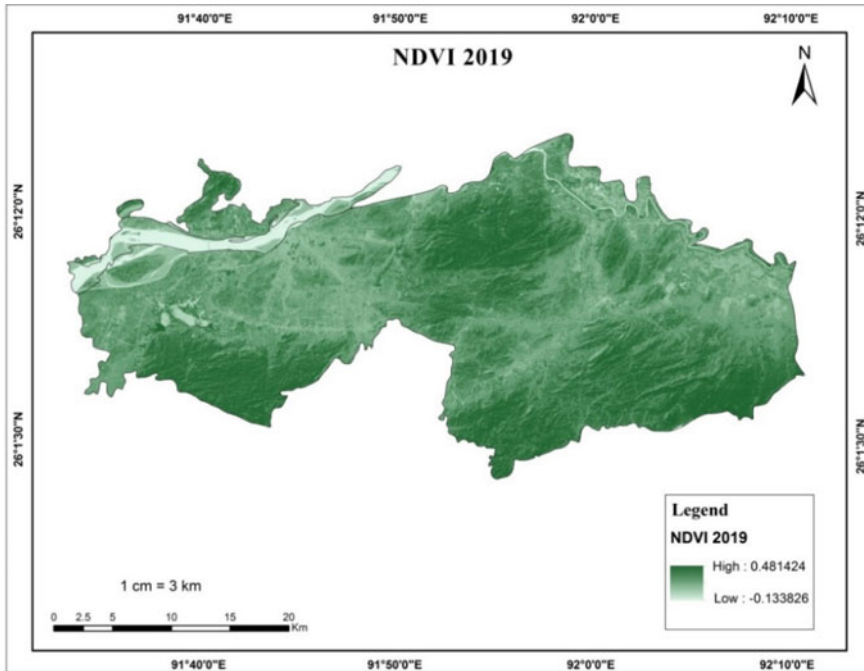 91°40'0"E 91°50'0"E 92°0'0"E 92°10'0"E
NDVI 2019
N
26°12'0"N 26°12'0"N
26°1'30"N 26°1'30"N
Legend
NDVI 2019
High : 0.481424
Low : -0.133826
1 cm = 3 km
0 2.5 5 10 15 20
Km
91°40'0"E 91°50'0"E 92°0'0"E 92°10'0"E